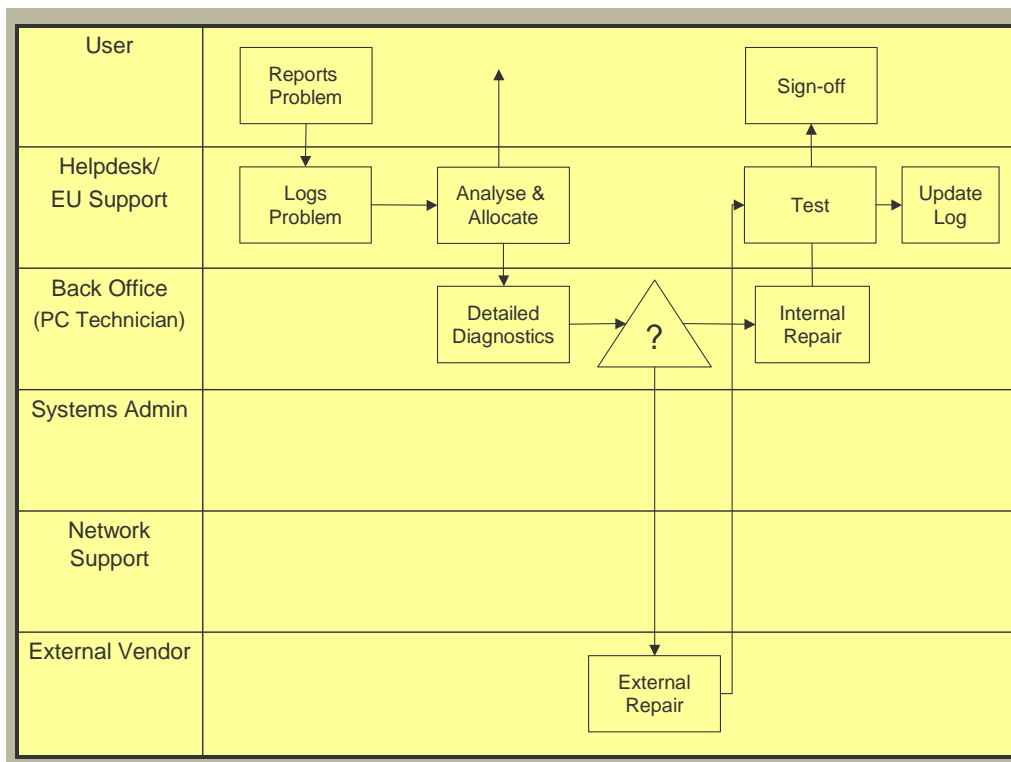 User
Reports
Problem
Sign-off
Helpdesk/
EU Support
Logs
Problem
Analyse &
Allocate
Test
Update
Log
Back Office
(PC Technician)
Detailed
Diagnostics
?
Internal
Repair
Systems Admin
Network
Support
External Vendor
External
Repair